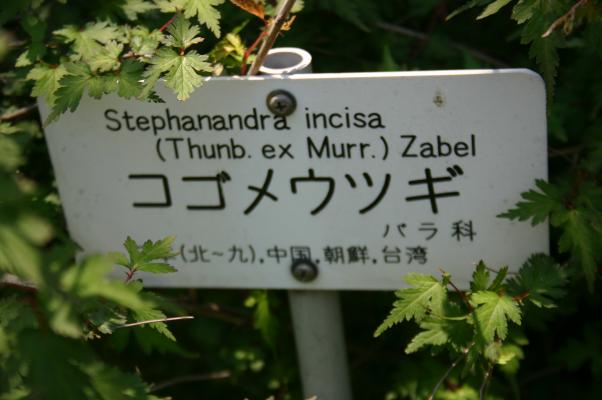 Stephanandra incisa
(Thunb. ex Murr.) Zabel
コゴメウツギ
バラ科
(北～九), 中国, 朝鮮, 台湾